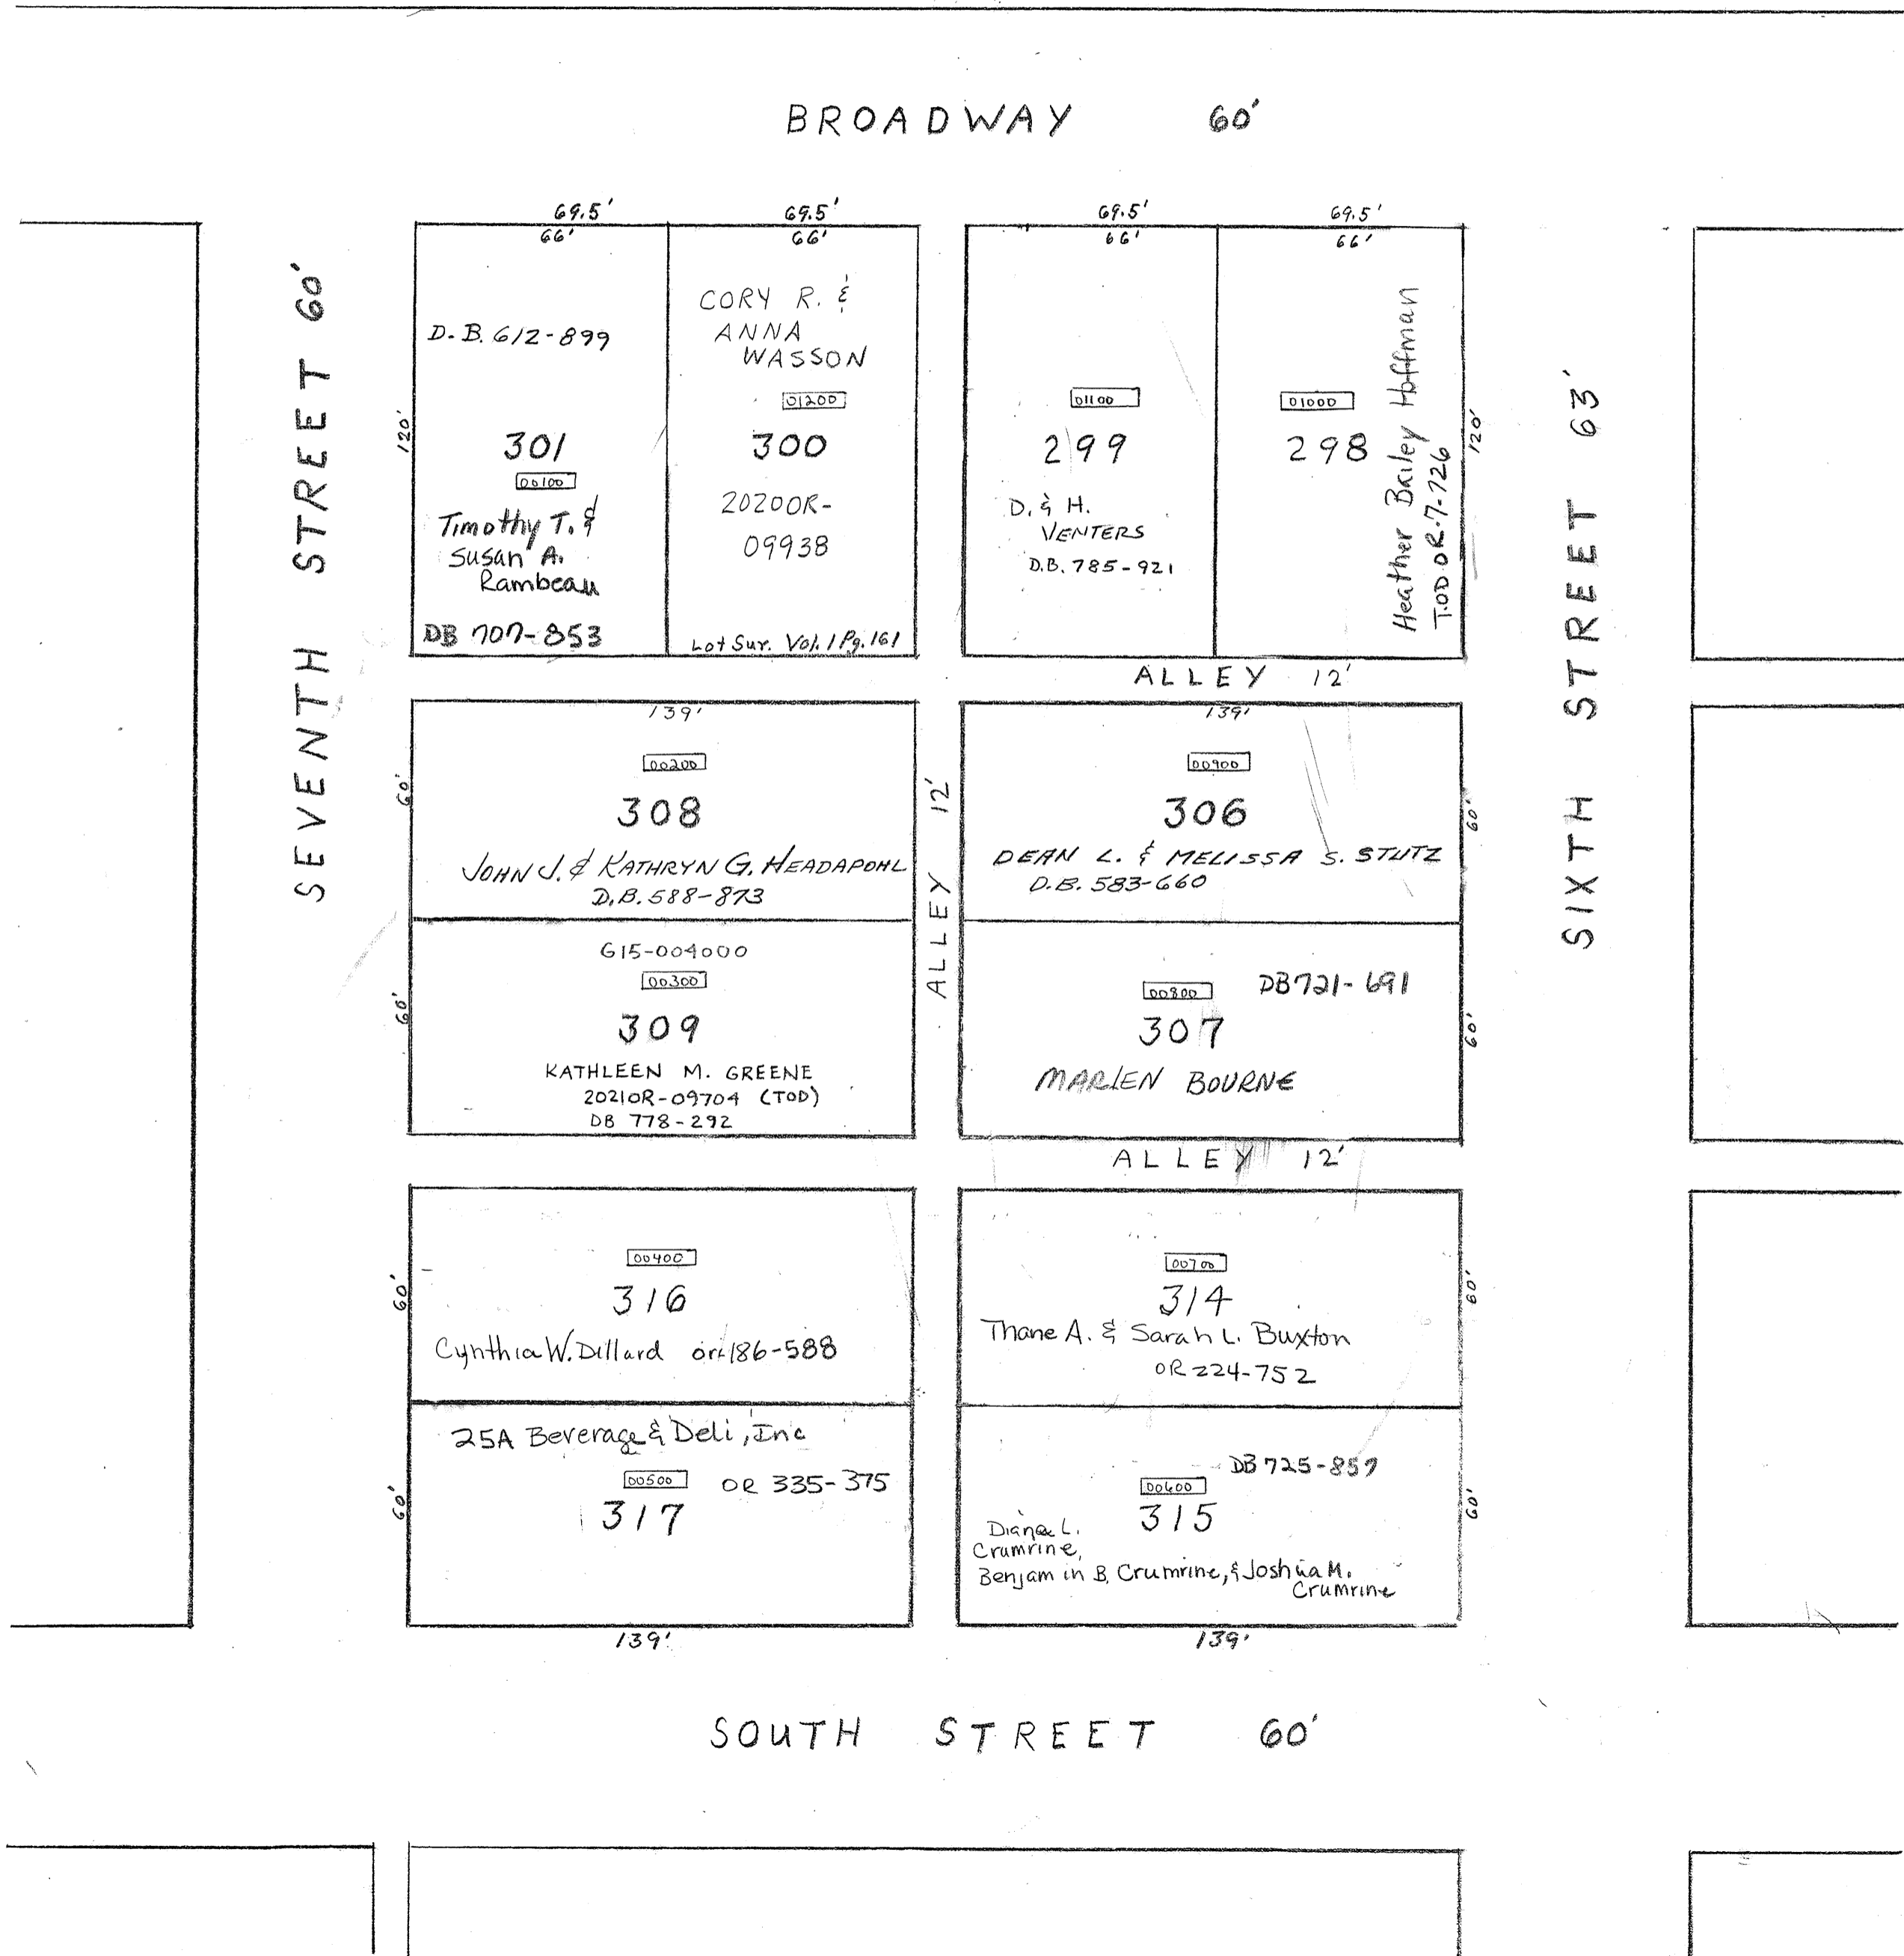 BROADWAY 60'
SEVENTH STREET 60'
SIXTH STREET 63'
69.5'
66'
D.B. 612-899
120'
301
00100
Timothy T. &
Susan A.
Rambeau
DB 707-853
69.5'
66'
CORY R. &
ANNA
WASSON
01200
300
2020OR-
09938
Lot Sur. Vol. 1 Pg. 161
69.5'
66'
01100
299
D. & H.
VENTERS
D.B. 785-921
69.5'
66'
01000
298
Heather Bailey Hoffman
T.O.D. OR-7-726
120'
ALLEY 12'
139'
60'
00200
308
JOHN J. & KATHRYN G. HEADAPOHL
D.B. 588-873
ALLEY 12'
139'
00900
306
60'
DEAN L. & MELISSA S. STUTZ
D.B. 583-660
G15-004000
60'
00300
309
KATHLEEN M. GREENE
2021OR-09704 (TOD)
DB 778-292
00800
DB 721-691
307
60'
MARLEN BOURNE
ALLEY 12'
60'
00400
316
Cynthia W. Dillard or-186-588
00700
314
60'
Thane A. & Sarah L. Buxton
OR 224-752
25A Beverage & Deli, Inc
60'
00500
OR 335-375
317
139'
DB 725-857
00600
315
60'
Diana L.
Crumrine,
Benjamin B. Crumrine, & Joshua M.
Crumrine
139'
SOUTH STREET 60'